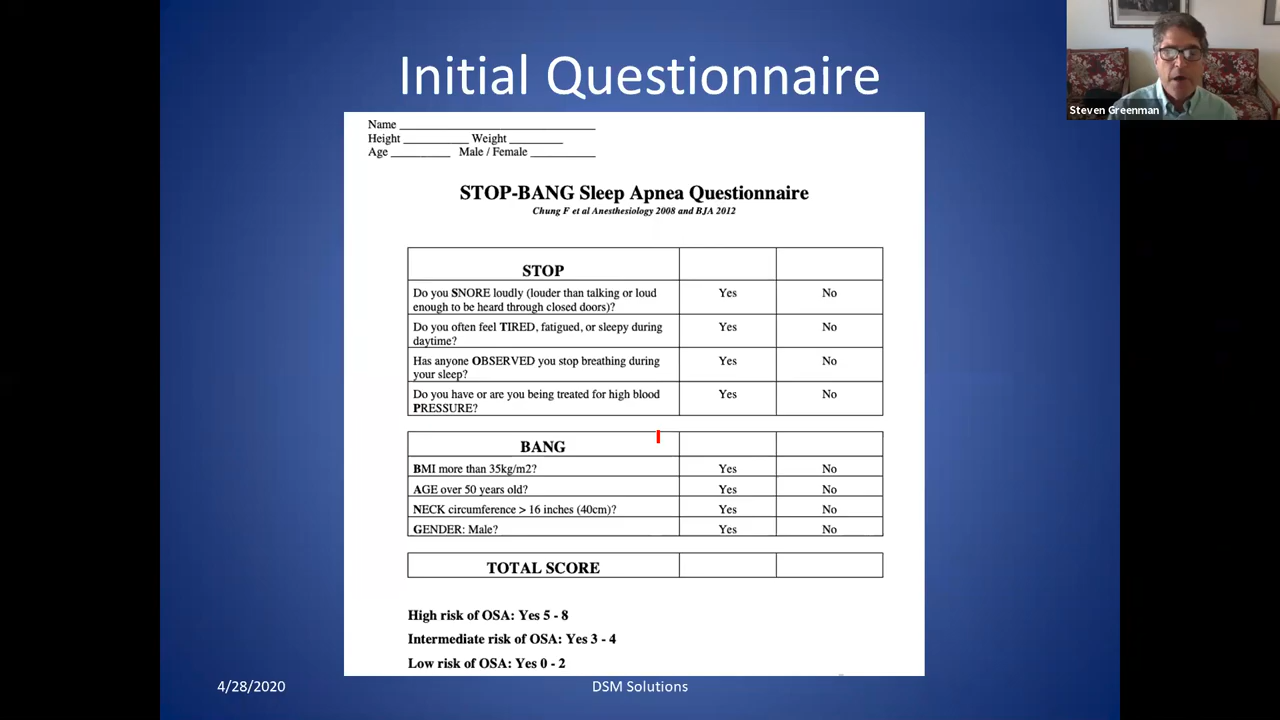 Initial Questionnaire
Steven Greenman
Name ______________________________
Height __________ Weight ________
Age _________ Male / Female __________
STOP-BANG Sleep Apnea Questionnaire
Chung F et al Anesthesiology 2008 and BJA 2012
STOP
Do you SNORE loudly (louder than talking or loud Yes No
enough to be heard through closed doors)?
Do you often feel TIRED, fatigued, or sleepy during Yes No
daytime?
Has anyone OBSERVED you stop breathing during Yes No
your sleep?
Do you have or are you being treated for high blood Yes No
PRESSURE?
BANG
BMI more than 35kg/m2? Yes No
AGE over 50 years old? Yes No
NECK circumference > 16 inches (40cm)? Yes No
GENDER: Male? Yes No
TOTAL SCORE
High risk of OSA: Yes 5 - 8
Intermediate risk of OSA: Yes 3 - 4
Low risk of OSA: Yes 0 - 2
4/28/2020 DSM Solutions